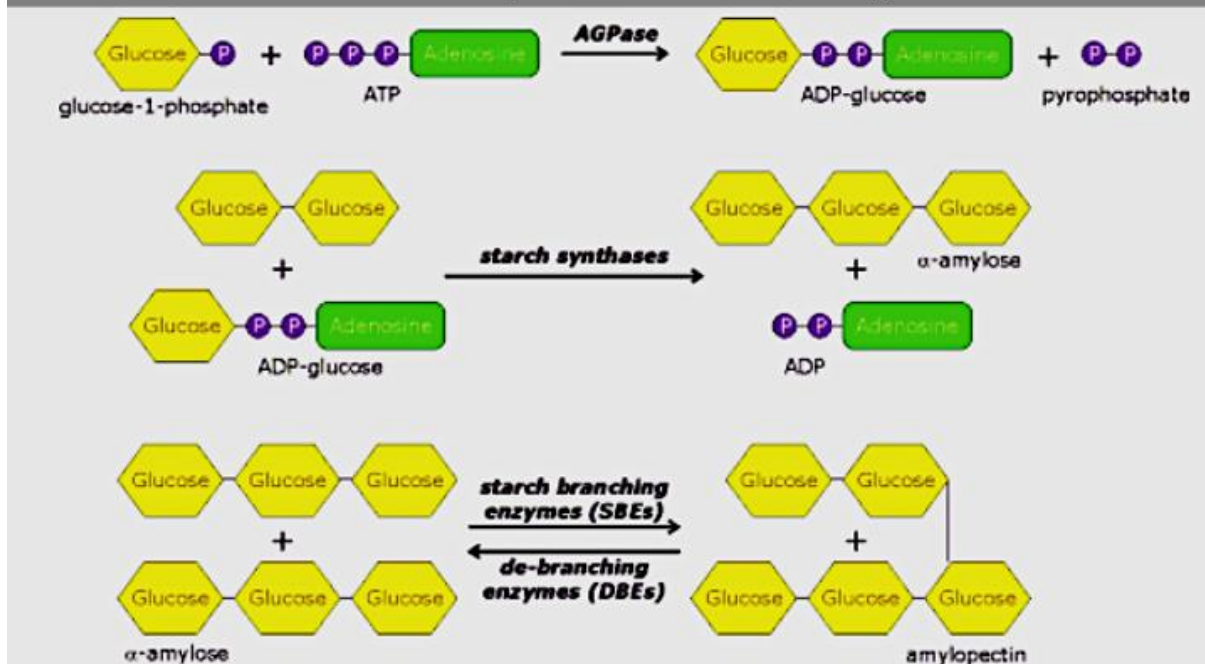 AGPase
Glucose P + P P P Adenosine Glucose P P Adenosine + P P
glucose-1-phosphate ATP ADP-glucose pyrophosphate
Glucose Glucose Glucose Glucose Glucose
+ starch synthases + α-amylose
Glucose P P Adenosine P P Adenosine
ADP-glucose ADP
Glucose Glucose Glucose Glucose Glucose
starch branching
enzymes (SBEs)
+ +
de-branching
enzymes (DBEs)
Glucose Glucose Glucose Glucose Glucose Glucose
α-amylose amylopectin